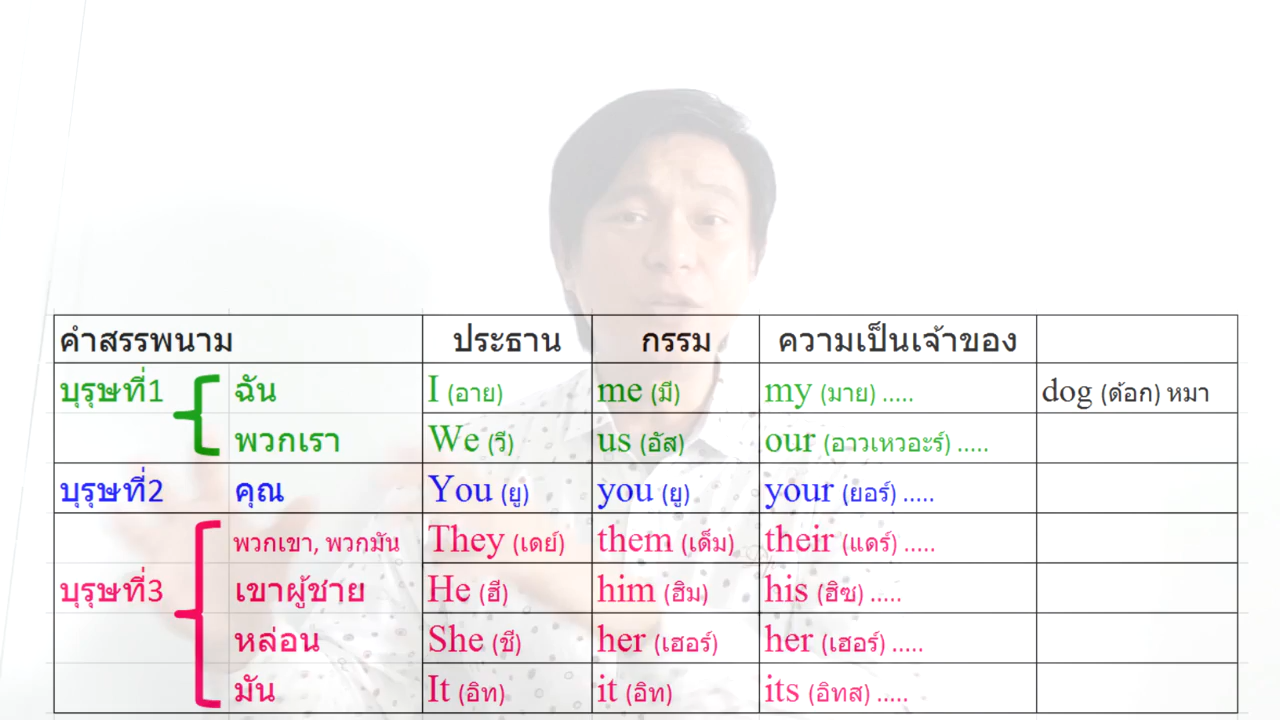 คำสรรพนาม ประธาน กรรม ความเป็นเจ้าของ
บุรุษที่1 ฉัน I (อาย) me (มี) my (มาย) ..... dog (ด้อก) หมา
พวกเรา We (วี) us (อัส) our (อาวเหวอะร์) .....
บุรุษที่2 คุณ You (ยู) you (ยู) your (ยอร์) .....
พวกเขา, พวกมัน They (เดย์) them (เด็ม) their (แดร์) .....
บุรุษที่3 เขาผู้ชาย He (ฮี) him (ฮิม) his (ฮิซ) .....
หล่อน She (ชี) her (เฮอร์) her (เฮอร์) .....
มัน It (อิท) it (อิท) its (อิทส) .....